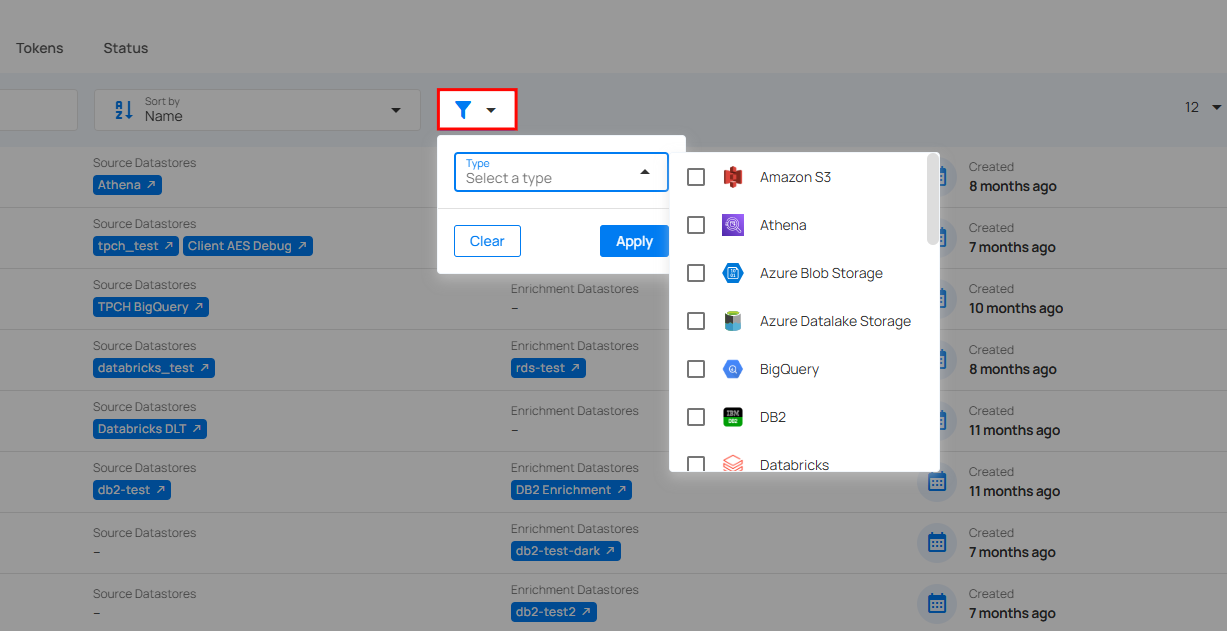 Tokens Status
Sort by
Name
12
Type
Select a type
Clear Apply
Amazon S3
Athena
Azure Blob Storage
Azure Datalake Storage
BigQuery
IBM
DB2
DB2
Databricks
Source Datastores
Athena
Created
8 months ago
Source Datastores
tpch_test Client AES Debug
Created
7 months ago
Source Datastores
TPCH BigQuery
Enrichment Datastores
–
Created
10 months ago
Source Datastores
databricks_test
Enrichment Datastores
rds-test
Created
8 months ago
Source Datastores
Databricks DLT
Enrichment Datastores
–
Created
11 months ago
Source Datastores
db2-test
Enrichment Datastores
DB2 Enrichment
Created
11 months ago
Source Datastores
–
Enrichment Datastores
db2-test-dark
Created
7 months ago
Source Datastores
–
Enrichment Datastores
db2-test2
Created
7 months ago